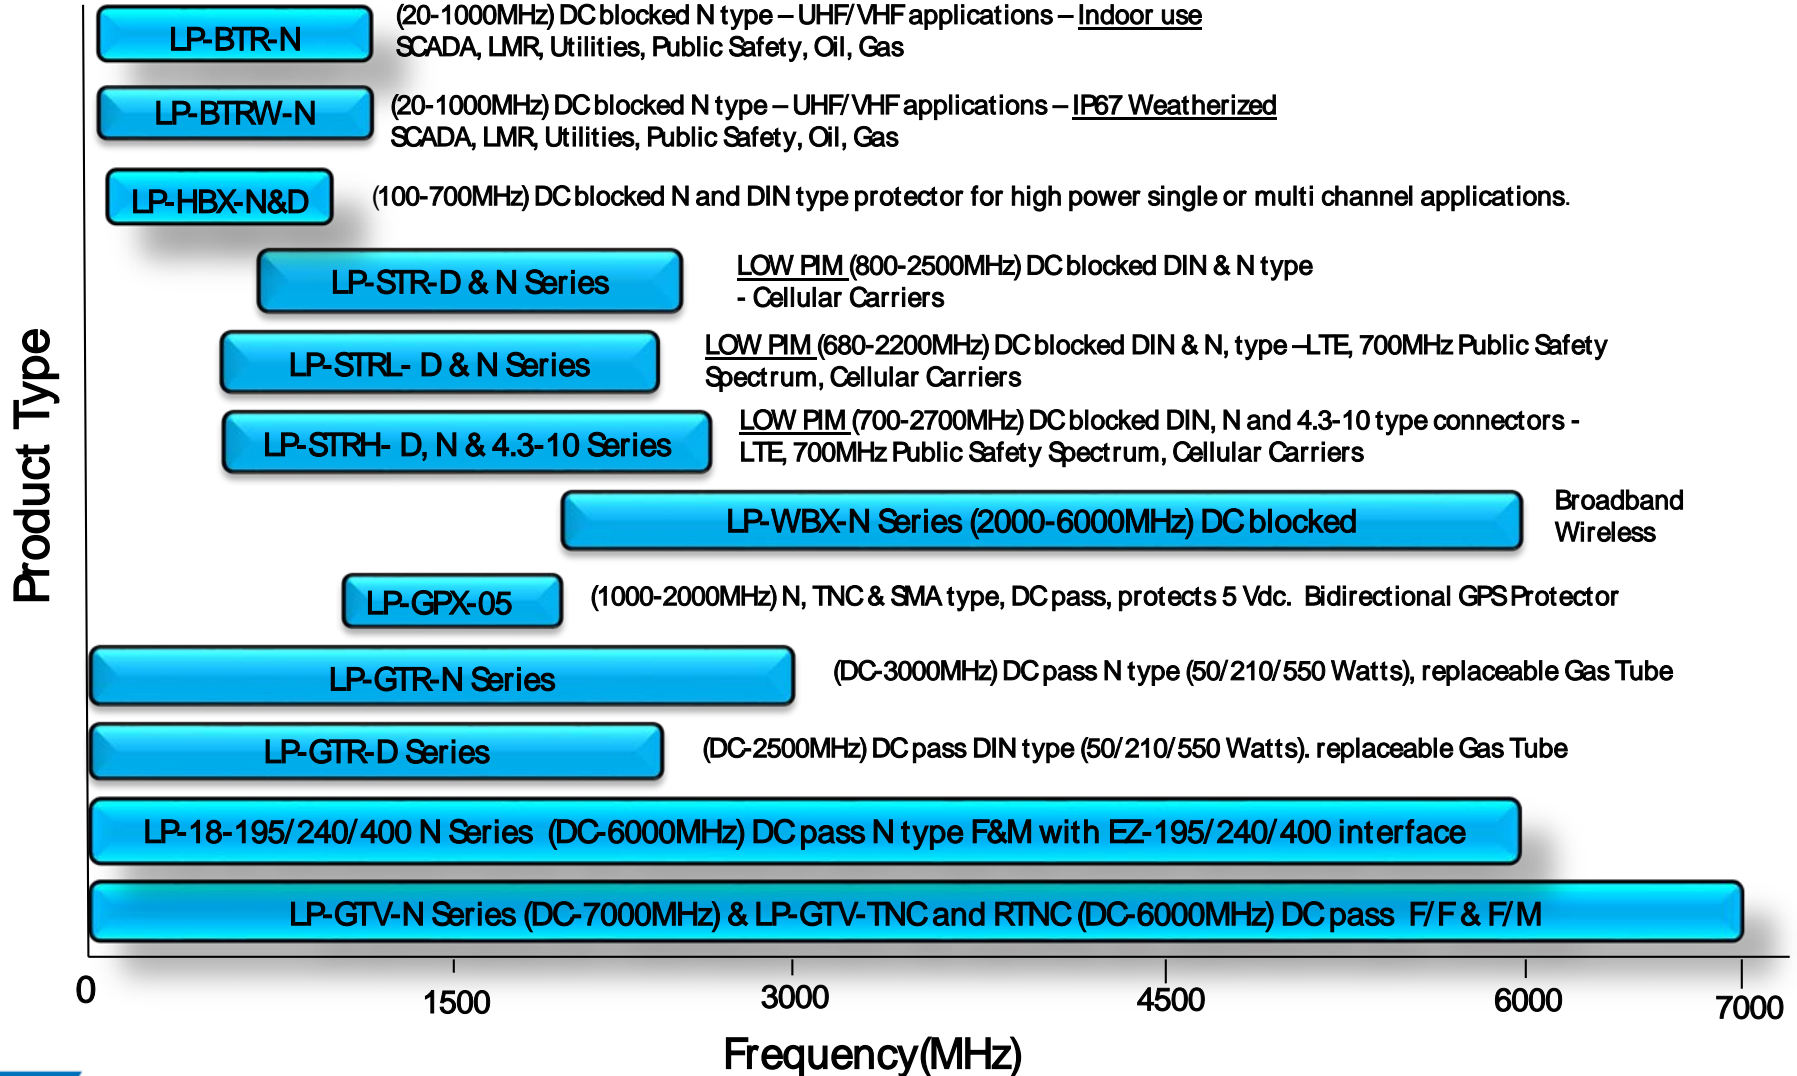 LP-BTR-N
(20-1000MHz) DC blocked N type – UHF/VHF applications – Indoor use
SCADA, LMR, Utilities, Public Safety, Oil, Gas
LP-BTRW-N
(20-1000MHz) DC blocked N type – UHF/VHF applications – IP67 Weatherized
SCADA, LMR, Utilities, Public Safety, Oil, Gas
LP-HBX-N&D
(100-700MHz) DC blocked N and DIN type protector for high power single or multi channel applications.
LP-STR-D & N Series
LOW PIM (800-2500MHz) DC blocked DIN & N type
- Cellular Carriers
LP-STRL- D & N Series
LOW PIM (680-2200MHz) DC blocked DIN & N, type –LTE, 700MHz Public Safety
Spectrum, Cellular Carriers
LP-STRH- D, N & 4.3-10 Series
LOW PIM (700-2700MHz) DC blocked DIN, N and 4.3-10 type connectors -
LTE, 700MHz Public Safety Spectrum, Cellular Carriers
LP-WBX-N Series (2000-6000MHz) DC blocked
Broadband
Wireless
LP-GPX-05
(1000-2000MHz) N, TNC & SMA type, DC pass, protects 5 Vdc. Bidirectional GPS Protector
LP-GTR-N Series
(DC-3000MHz) DC pass N type (50/210/550 Watts), replaceable Gas Tube
LP-GTR-D Series
(DC-2500MHz) DC pass DIN type (50/210/550 Watts). replaceable Gas Tube
LP-18-195/240/400 N Series (DC-6000MHz) DC pass N type F&M with EZ-195/240/400 interface
LP-GTV-N Series (DC-7000MHz) & LP-GTV-TNC and RTNC (DC-6000MHz) DC pass F/F & F/M
Product Type
0
1500
3000
4500
6000
7000
Frequency(MHz)